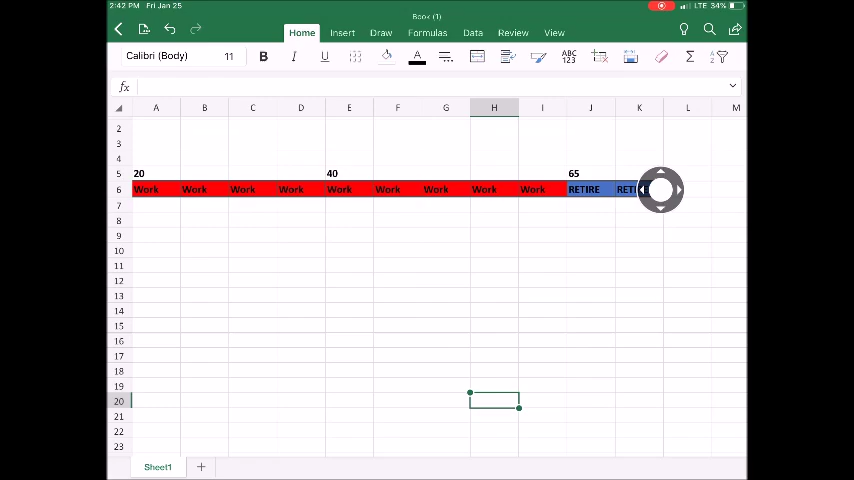 2:42 PM Fri Jan 25 LTE 34%
Book (1)
Home Insert Draw Formulas Data Review View
Calibri (Body) 11 B I U A ABC 123 Σ A Z
fx
A B C D E F G H I J K L M
2
3
4
5 20 40 65
6 Work Work Work Work Work Work Work Work Work RETIRE RETI
7
8
9
10
11
12
13
14
15
16
17
18
19
20
21
22
23
Sheet1 +